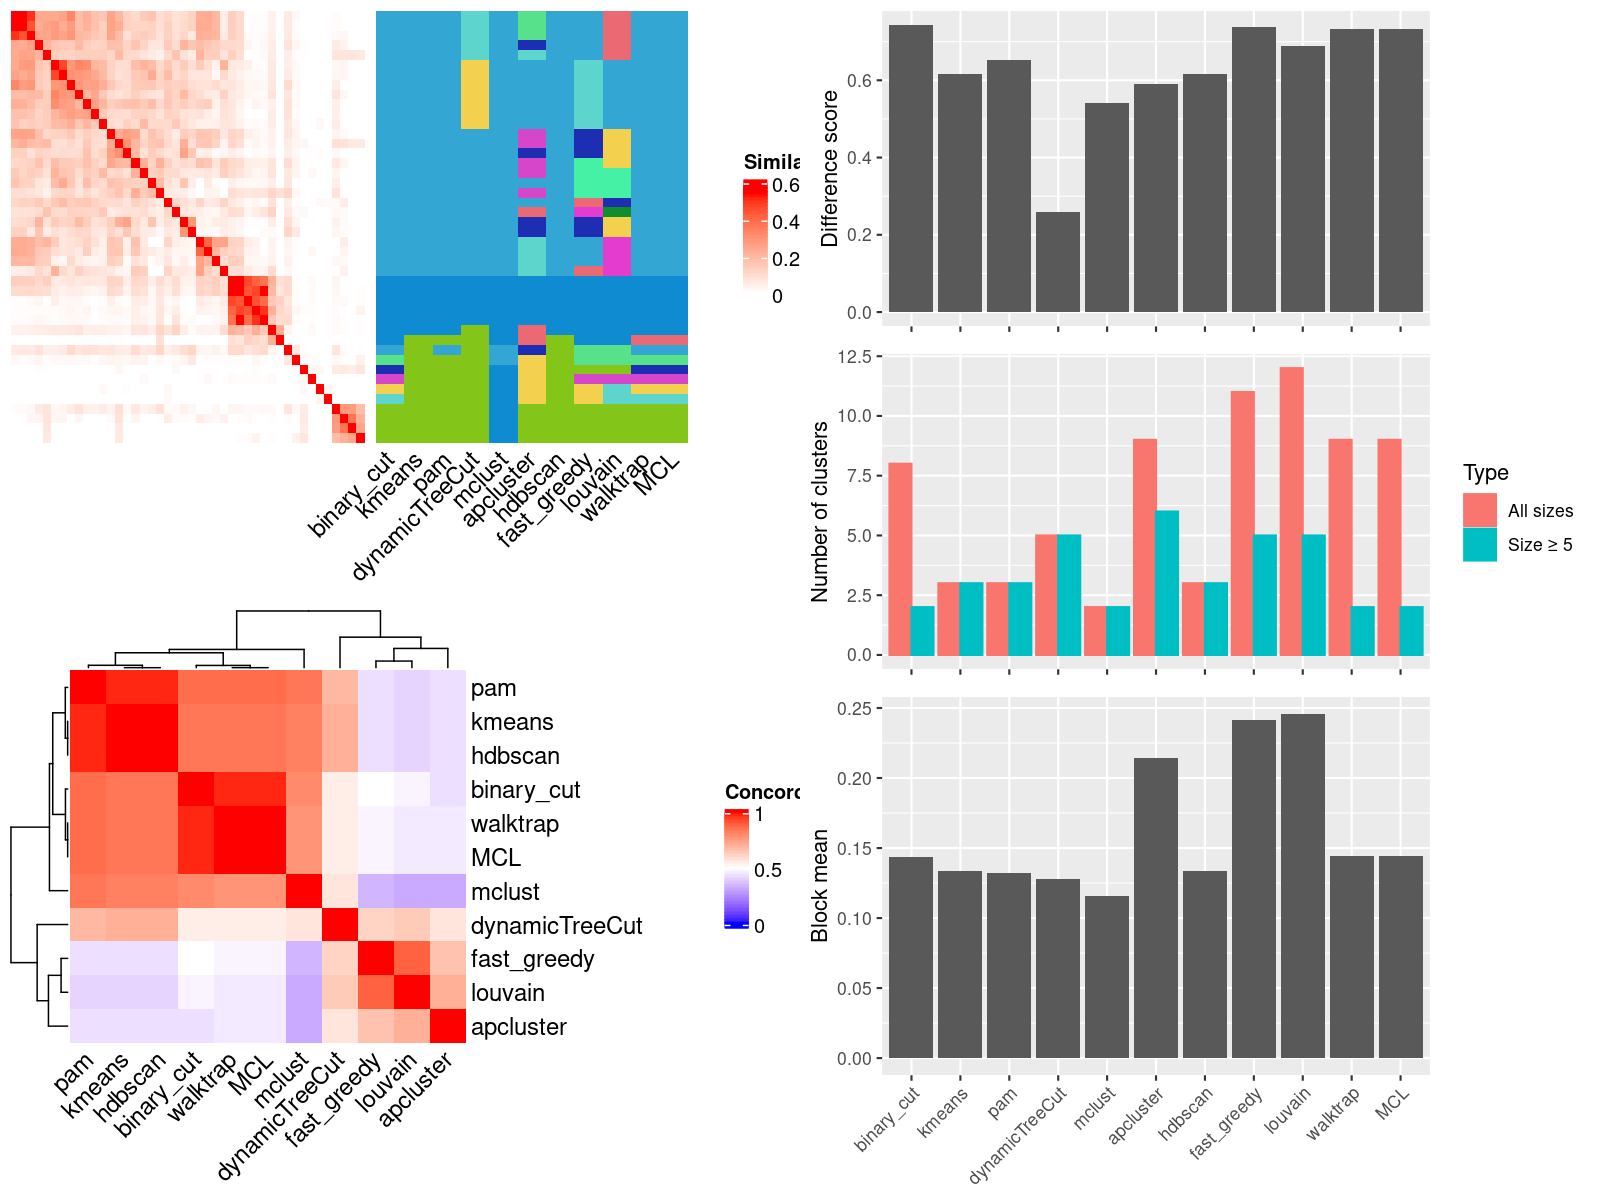 Simila
0.6
0.4
0.2
0
binary_cut
kmeans
pam
dynamicTreeCut
mclust
apcluster
hdbscan
fast_greedy
louvain
walktrap
MCL
pam
kmeans
hdbscan
binary_cut
walktrap
MCL
mclust
dynamicTreeCut
fast_greedy
louvain
apcluster
pam
kmeans
hdbscan
binary_cut
walktrap
MCL
mclust
dynamicTreeCut
fast_greedy
louvain
apcluster
Concord
1
0.5
0
Difference score
0.6
0.4
0.2
0.0
Number of clusters
12.5
10.0
7.5
5.0
2.5
0.0
Type
All sizes
Size ≥ 5
Block mean
0.25
0.20
0.15
0.10
0.05
0.00
binary_cut
kmeans
pam
dynamicTreeCut
mclust
apcluster
hdbscan
fast_greedy
louvain
walktrap
MCL